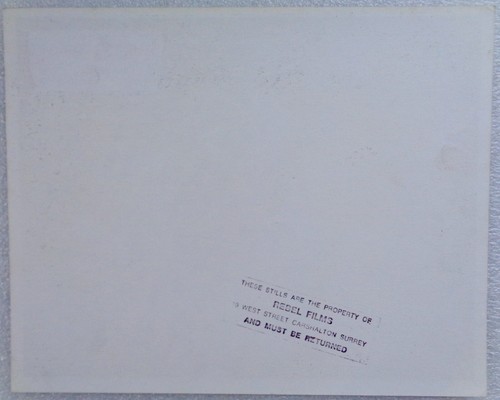 THESE STILLS ARE THE PROPERTY OF
REBEL FILMS
WEST STREET CARSHALTON SURREY
AND MUST BE RETURNED